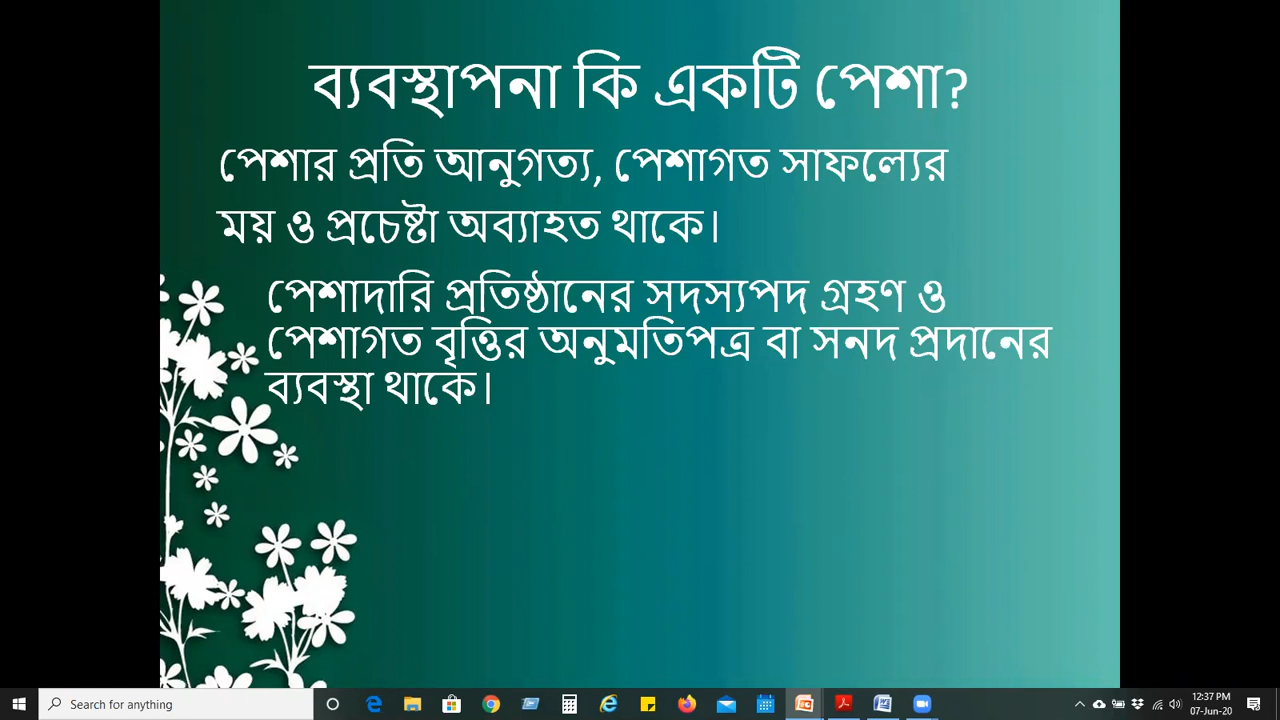 ব্যবস্থাপনা কি একটি পেশা?
পেশার প্রতি আনুগত্য, পেশাগত সাফল্যের
ময় ও প্রচেষ্টা অব্যাহত থাকে।
পেশাদারি প্রতিষ্ঠানের সদস্যপদ গ্রহণ ও
পেশাগত বৃত্তির অনুমতিপত্র বা সনদ প্রদানের
ব্যবস্থা থাকে।
Search for anything
12:37 PM
07-Jun-20